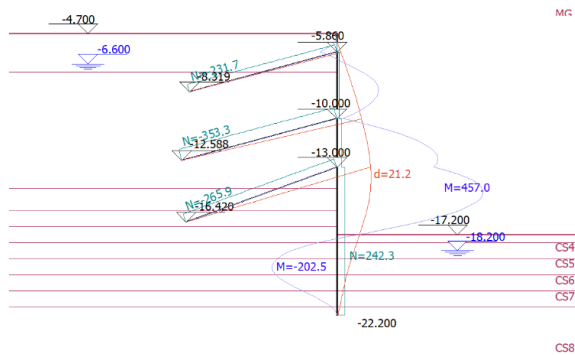 MG
-4.700
-5.860
-6.600
N=-231.7
-8.319
-10.000
N=-353.3
-12.588
-13.000
d=21.2
M=457.0
N=-265.9
-16.420
-17.200
-18.200
CS4
N=242.3
CS5
M=-202.5
CS6
CS7
-22.200
CS8